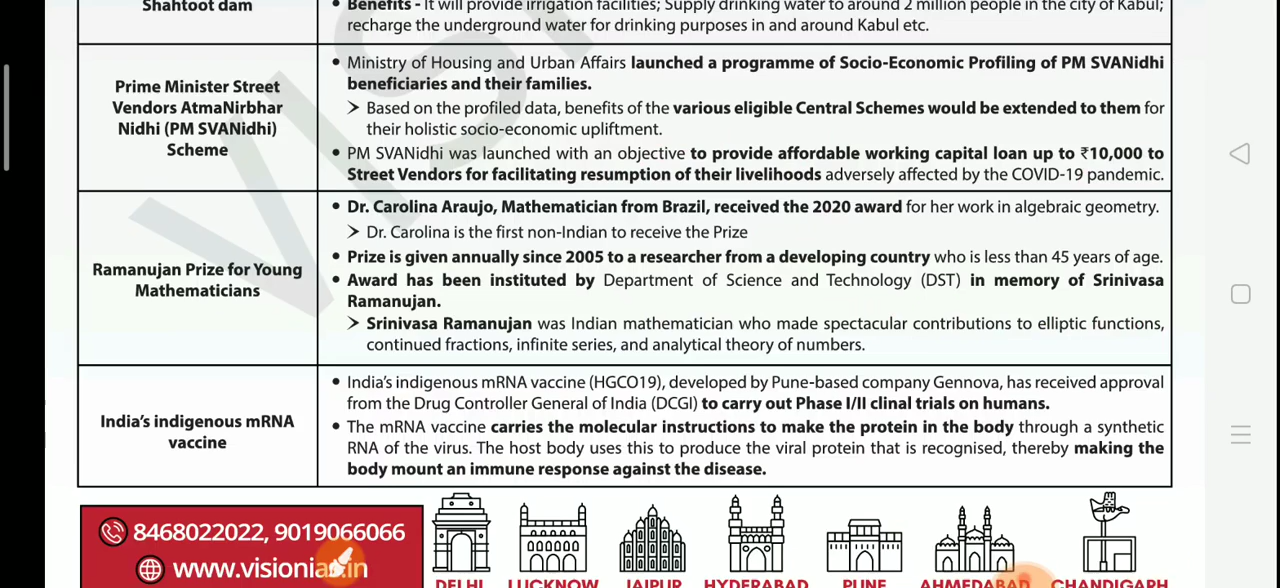 Shahtoot dam
• Benefits - It will provide irrigation facilities; Supply drinking water to around 2 million people in the city of Kabul;
recharge the underground water for drinking purposes in and around Kabul etc.
Prime Minister Street
Vendors AtmaNirbhar
Nidhi (PM SVANidhi)
Scheme
• Ministry of Housing and Urban Affairs launched a programme of Socio-Economic Profiling of PM SVANidhi
beneficiaries and their families.
➤ Based on the profiled data, benefits of the various eligible Central Schemes would be extended to them for
their holistic socio-economic upliftment.
• PM SVANidhi was launched with an objective to provide affordable working capital loan up to ₹10,000 to
Street Vendors for facilitating resumption of their livelihoods adversely affected by the COVID-19 pandemic.
Ramanujan Prize for Young
Mathematicians
• Dr. Carolina Araujo, Mathematician from Brazil, received the 2020 award for her work in algebraic geometry.
➤ Dr. Carolina is the first non-Indian to receive the Prize
• Prize is given annually since 2005 to a researcher from a developing country who is less than 45 years of age.
• Award has been instituted by Department of Science and Technology (DST) in memory of Srinivasa
Ramanujan.
➤ Srinivasa Ramanujan was Indian mathematician who made spectacular contributions to elliptic functions,
continued fractions, infinite series, and analytical theory of numbers.
India's indigenous mRNA
vaccine
• India's indigenous mRNA vaccine (HGCO19), developed by Pune-based company Gennova, has received approval
from the Drug Controller General of India (DCGI) to carry out Phase I/II clinal trials on humans.
• The mRNA vaccine carries the molecular instructions to make the protein in the body through a synthetic
RNA of the virus. The host body uses this to produce the viral protein that is recognised, thereby making the
body mount an immune response against the disease.
8468022022, 9019066066
www.visionias.in
DELHI LUCKNOW JAIPUR HYDERABAD PUNE AHMEDABAD CHANDIGARH